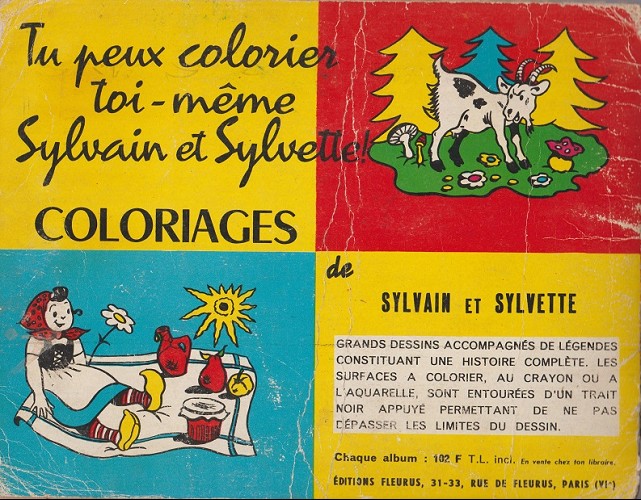 Tu peux colorier
toi-même
Sylvain et Sylvette!
COLORIAGES
de
SYLVAIN ET SYLVETTE
GRANDS DESSINS ACCOMPAGNÉS DE LÉGENDES
CONSTITUANT UNE HISTOIRE COMPLÈTE. LES
SURFACES A COLORIER, AU CRAYON OU A
L'AQUARELLE, SONT ENTOURÉES D'UN TRAIT
NOIR APPUYÉ PERMETTANT DE NE PAS
DÉPASSER LES LIMITES DU DESSIN.
Chaque album : 102 F T.L. incl. En vente chez ton libraire.
ÉDITIONS FLEURUS, 31-33, RUE DE FLEURUS, PARIS (VIe)